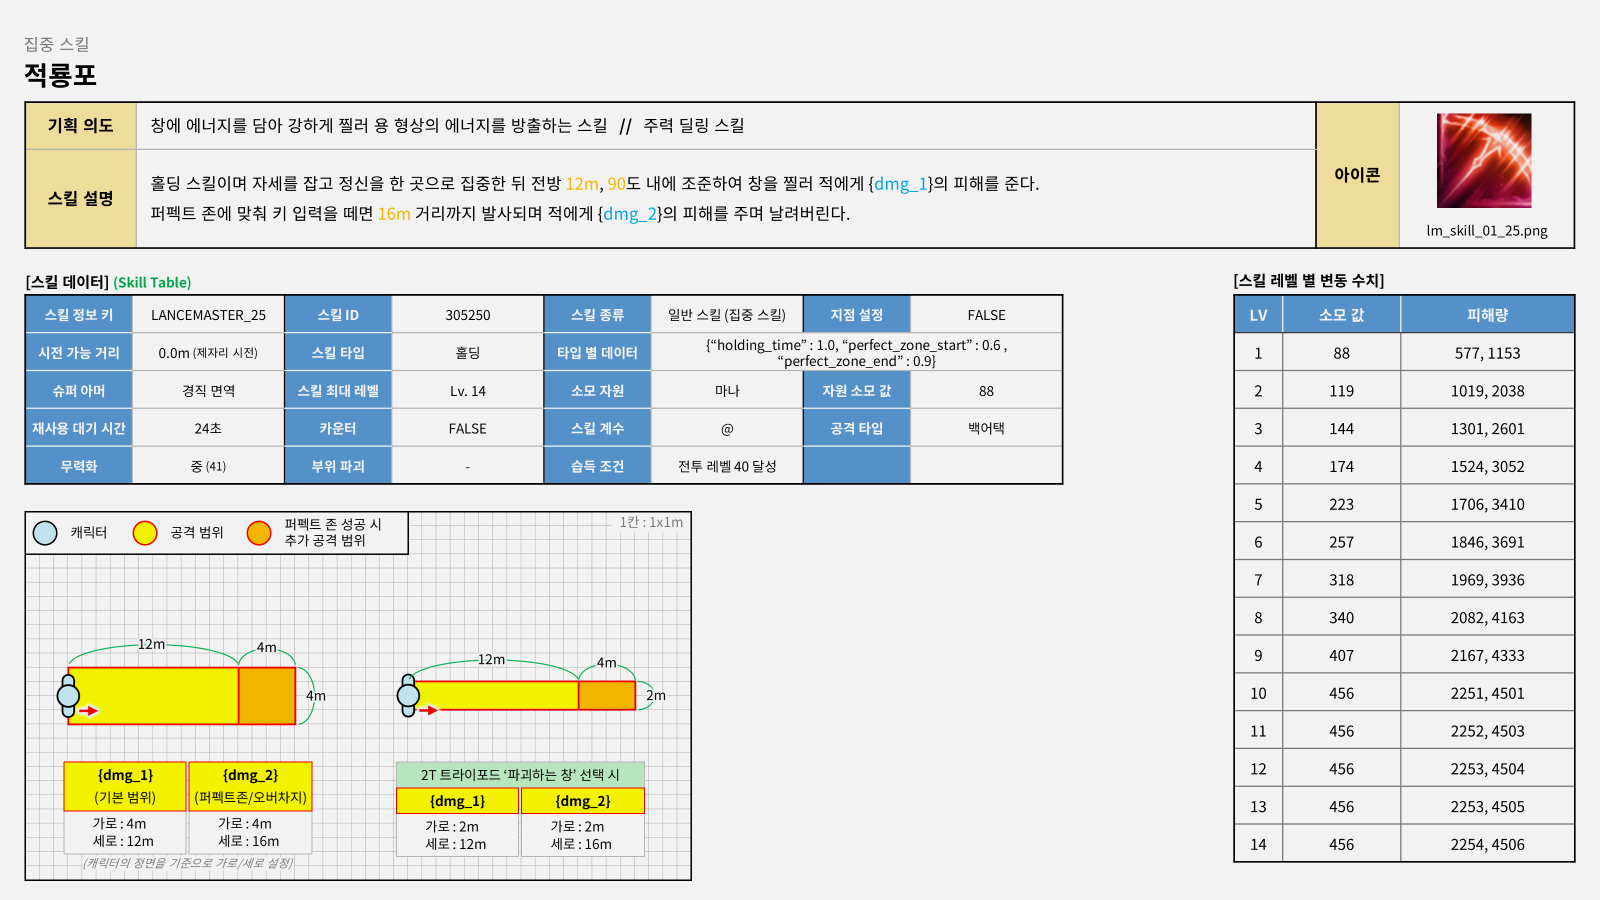 집중 스킬
적룡포
기획 의도
창에 에너지를 담아 강하게 찔러 용 형상의 에너지를 방출하는 스킬 // 주력 딜링 스킬
스킬 설명
홀딩 스킬이며 자세를 잡고 정신을 한 곳으로 집중한 뒤 전방 12m, 90도 내에 조준하여 창을 찔러 적에게 {dmg_1}의 피해를 준다.
퍼펙트 존에 맞춰 키 입력을 떼면 16m 거리까지 발사되며 적에게 {dmg_2}의 피해를 주며 날려버린다.
아이콘
lm_skill_01_25.png
[스킬 데이터] (Skill Table)
스킬 정보 키 LANCEMASTER_25 스킬 ID 305250 스킬 종류 일반 스킬 (집중 스킬) 지점 설정 FALSE
시전 가능 거리 0.0m (제자리 시전) 스킬 타입 홀딩 타입 별 데이터 {“holding_time” : 1.0, “perfect_zone_start” : 0.6 ,
“perfect_zone_end” : 0.9}
슈퍼 아머 경직 면역 스킬 최대 레벨 Lv. 14 소모 자원 마나 자원 소모 값 88
재사용 대기 시간 24초 카운터 FALSE 스킬 계수 @ 공격 타입 백어택
무력화 중 (41) 부위 파괴 - 습득 조건 전투 레벨 40 달성
[스킬 레벨 별 변동 수치]
LV 소모 값 피해량
1 88 577, 1153
2 119 1019, 2038
3 144 1301, 2601
4 174 1524, 3052
5 223 1706, 3410
6 257 1846, 3691
7 318 1969, 3936
8 340 2082, 4163
9 407 2167, 4333
10 456 2251, 4501
11 456 2252, 4503
12 456 2253, 4504
13 456 2253, 4505
14 456 2254, 4506
캐릭터
공격 범위
퍼펙트 존 성공 시
추가 공격 범위
1칸 : 1x1m
12m 4m
4m
12m 4m
2m
{dmg_1}
(기본 범위)
가로 : 4m
세로 : 12m
{dmg_2}
(퍼펙트존/오버차지)
가로 : 4m
세로 : 16m
(캐릭터의 정면을 기준으로 가로/세로 설정)
2T 트라이포드 ‘파괴하는 창’ 선택 시
{dmg_1}
가로 : 2m
세로 : 12m
{dmg_2}
가로 : 2m
세로 : 16m